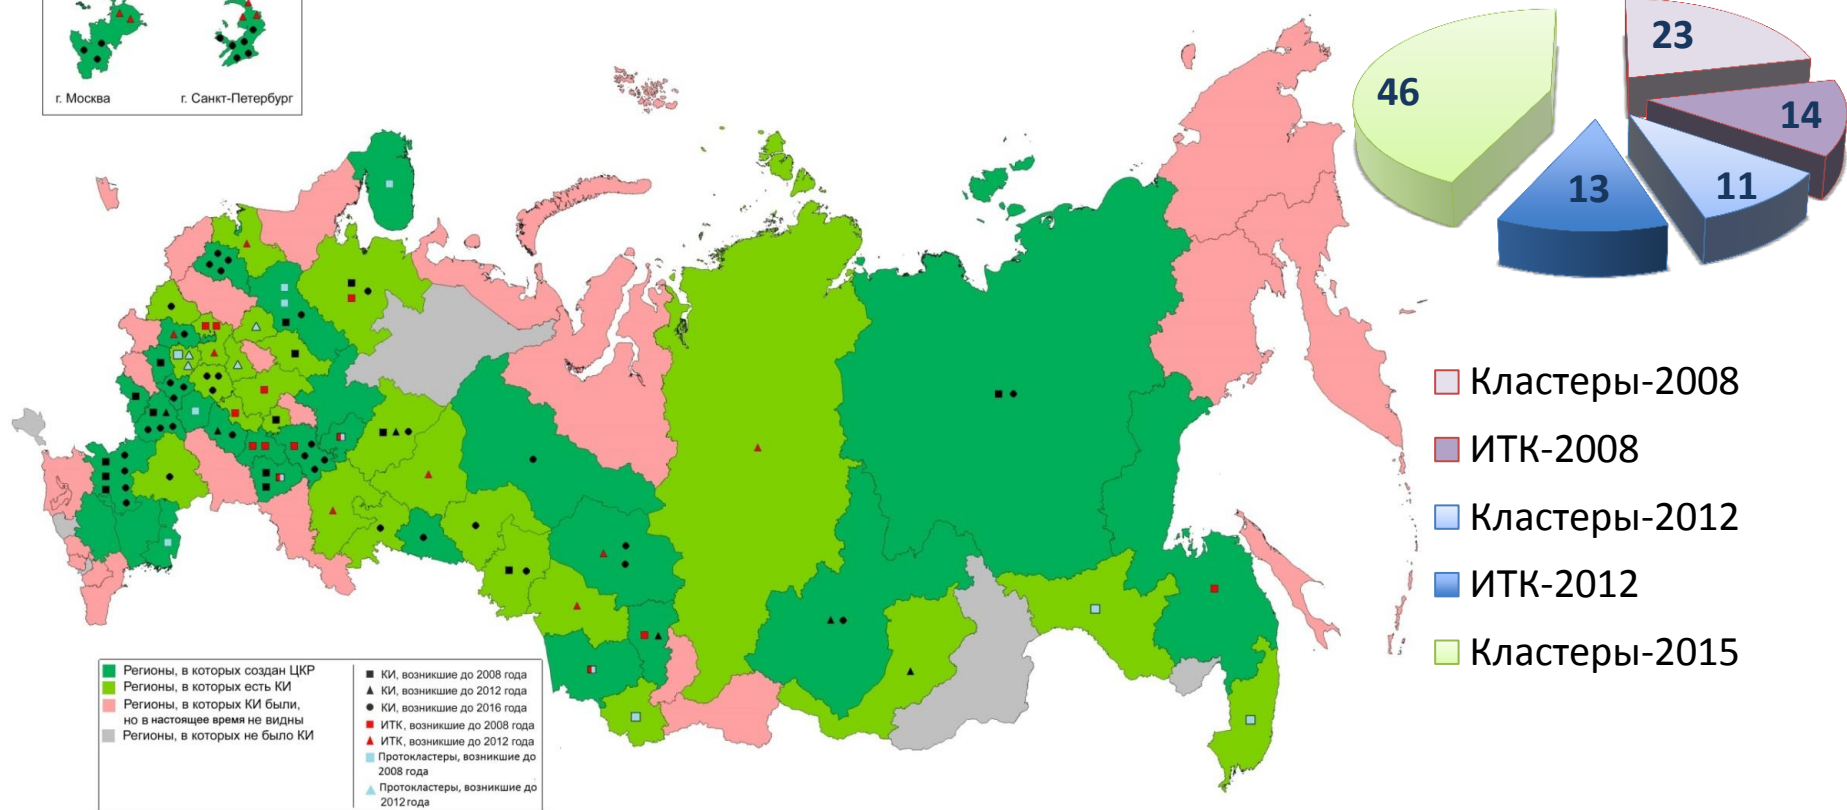 г. Москва
г. Санкт-Петербург
46
23
14
11
13
Кластеры-2008
ИТК-2008
Кластеры-2012
ИТК-2012
Кластеры-2015
Регионы, в которых создан ЦКР
Регионы, в которых есть КИ
Регионы, в которых КИ были,
но в настоящее время не видны
Регионы, в которых не было КИ
КИ, возникшие до 2008 года
КИ, возникшие до 2012 года
КИ, возникшие до 2016 года
ИТК, возникшие до 2008 года
ИТК, возникшие до 2012 года
Протокластеры, возникшие до
2008 года
Протокластеры, возникшие до
2012 года